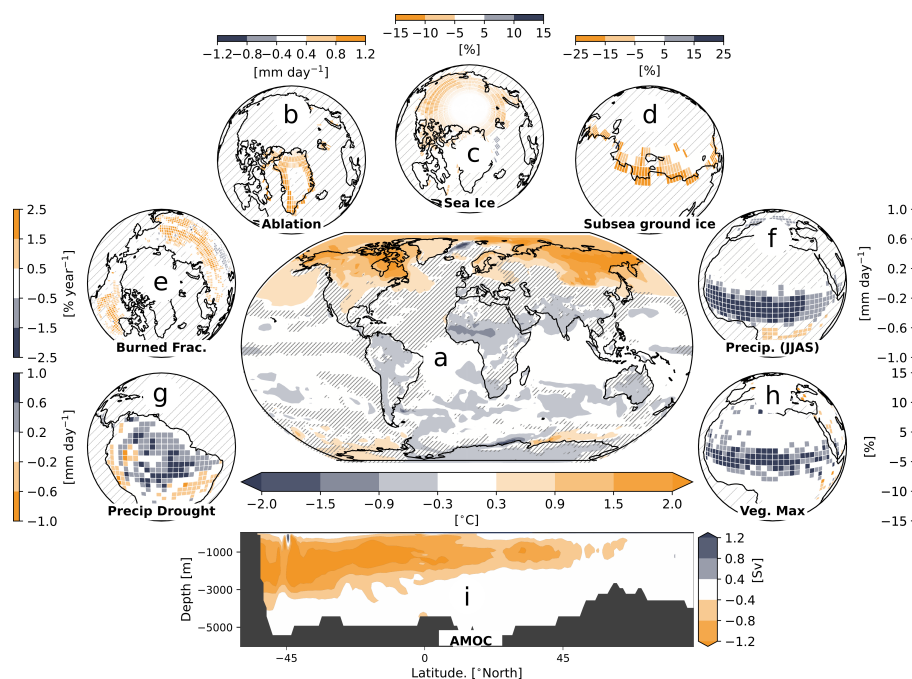 −15 −5 5 10 15
[%]
−1.2−0.8−0.4 0.4 0.8 1.2
[mm day−1]
−25 −15 −5 5 15 25
[%]
b
Ablation
c
Sea Ice
d
Subsea ground ice
2.5
1.5
0.5
−0.5
−1.5
−2.5
[% year−1]
e
Burned Frac.
a
f
Precip. (JJAS)
1.0
0.6
0.2
−0.2
−0.6
−1.0
[mm day−1]
1.0
0.6
0.2
−0.2
−0.6
−1.0
[mm day−1]
g
Precip Drought
h
Veg. Max
15
10
5
−5
−10
−15
[%]
−2.0 −1.5 −0.9 −0.3 0.3 0.9 1.5 2.0
[˚C]
−1000
−3000
−5000
Depth [m]
i
AMOC
−45 0 45
Latitude. [˚North]
1.2
0.8
0.4
−0.4
−0.8
−1.2
[Sv]